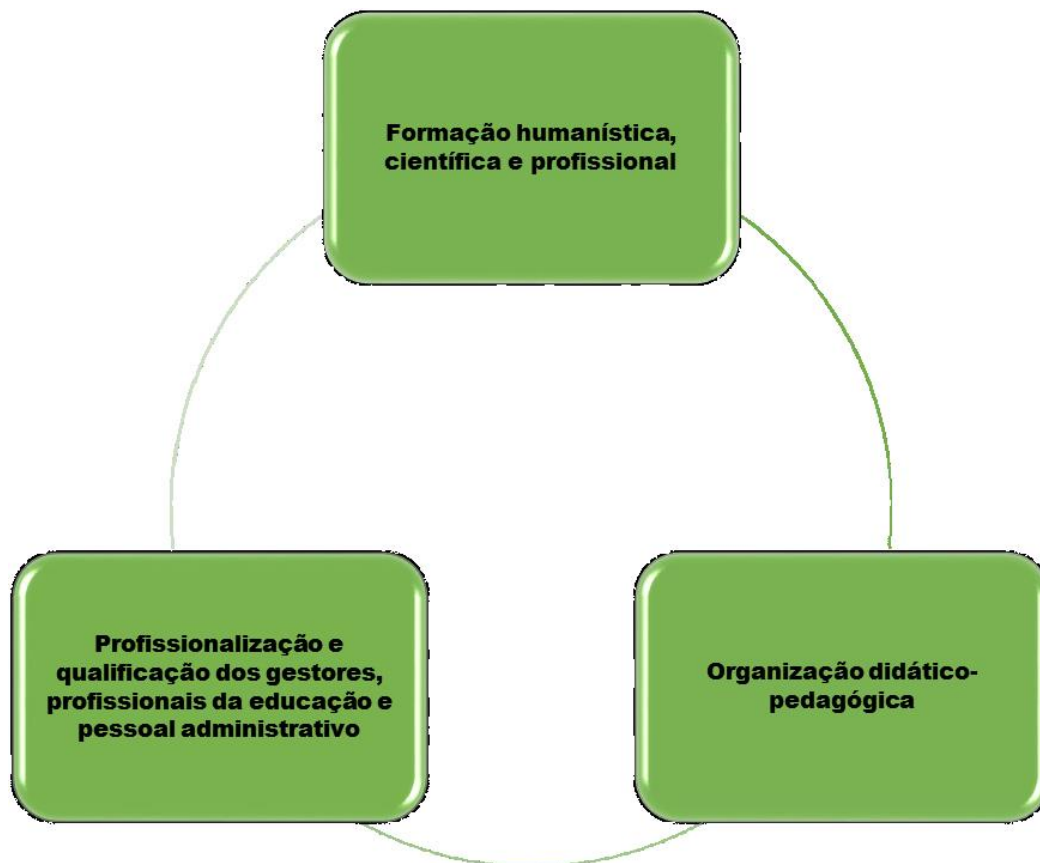 Formação humanística,
científica e profissional
Profissionalização e
qualificação dos gestores,
profissionais da educação e
pessoal administrativo
Organização didático-
pedagógica